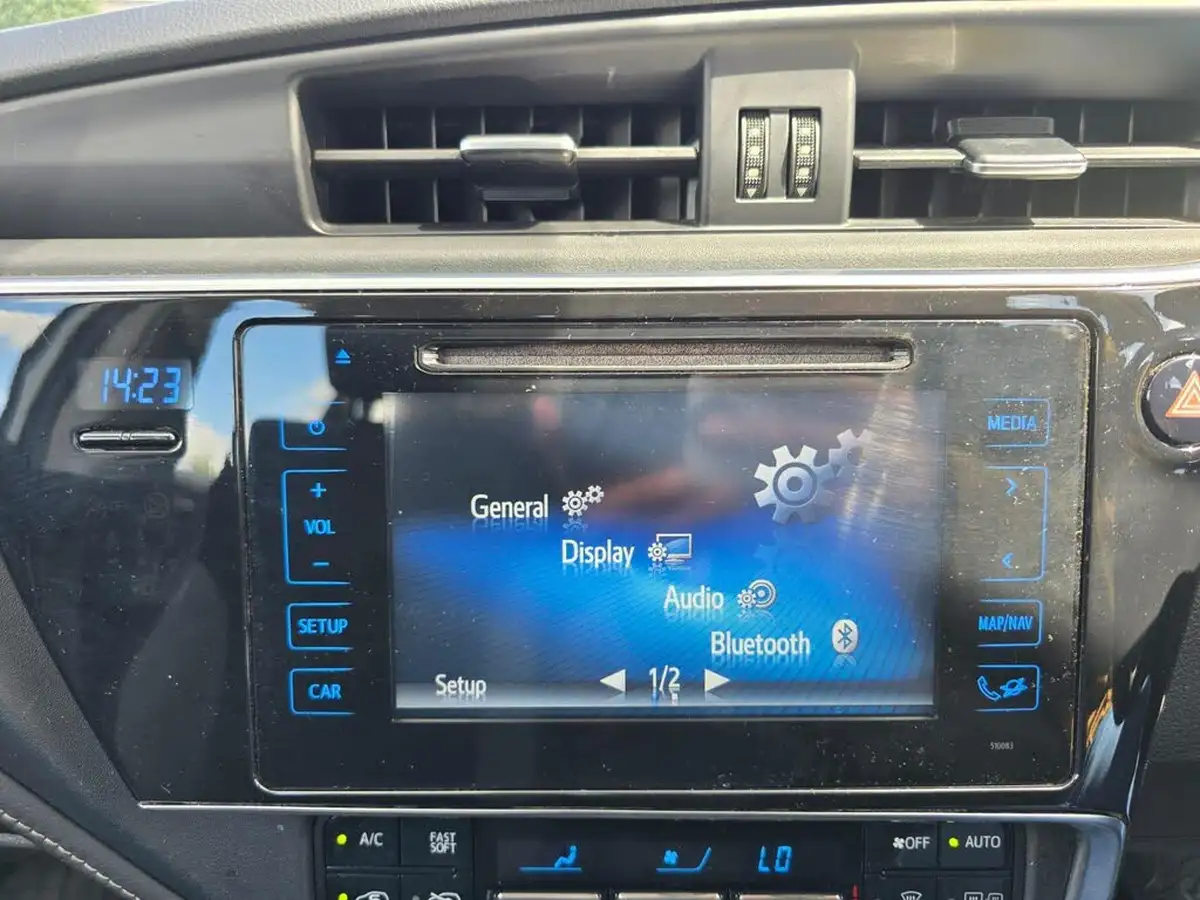 14:23
VOL
SETUP
CAR
General
Display
Audio
Bluetooth
Setup
1/2
MEDIA
MAP/NAV
510083
A/C
FAST
SOFT
LO
OFF
AUTO